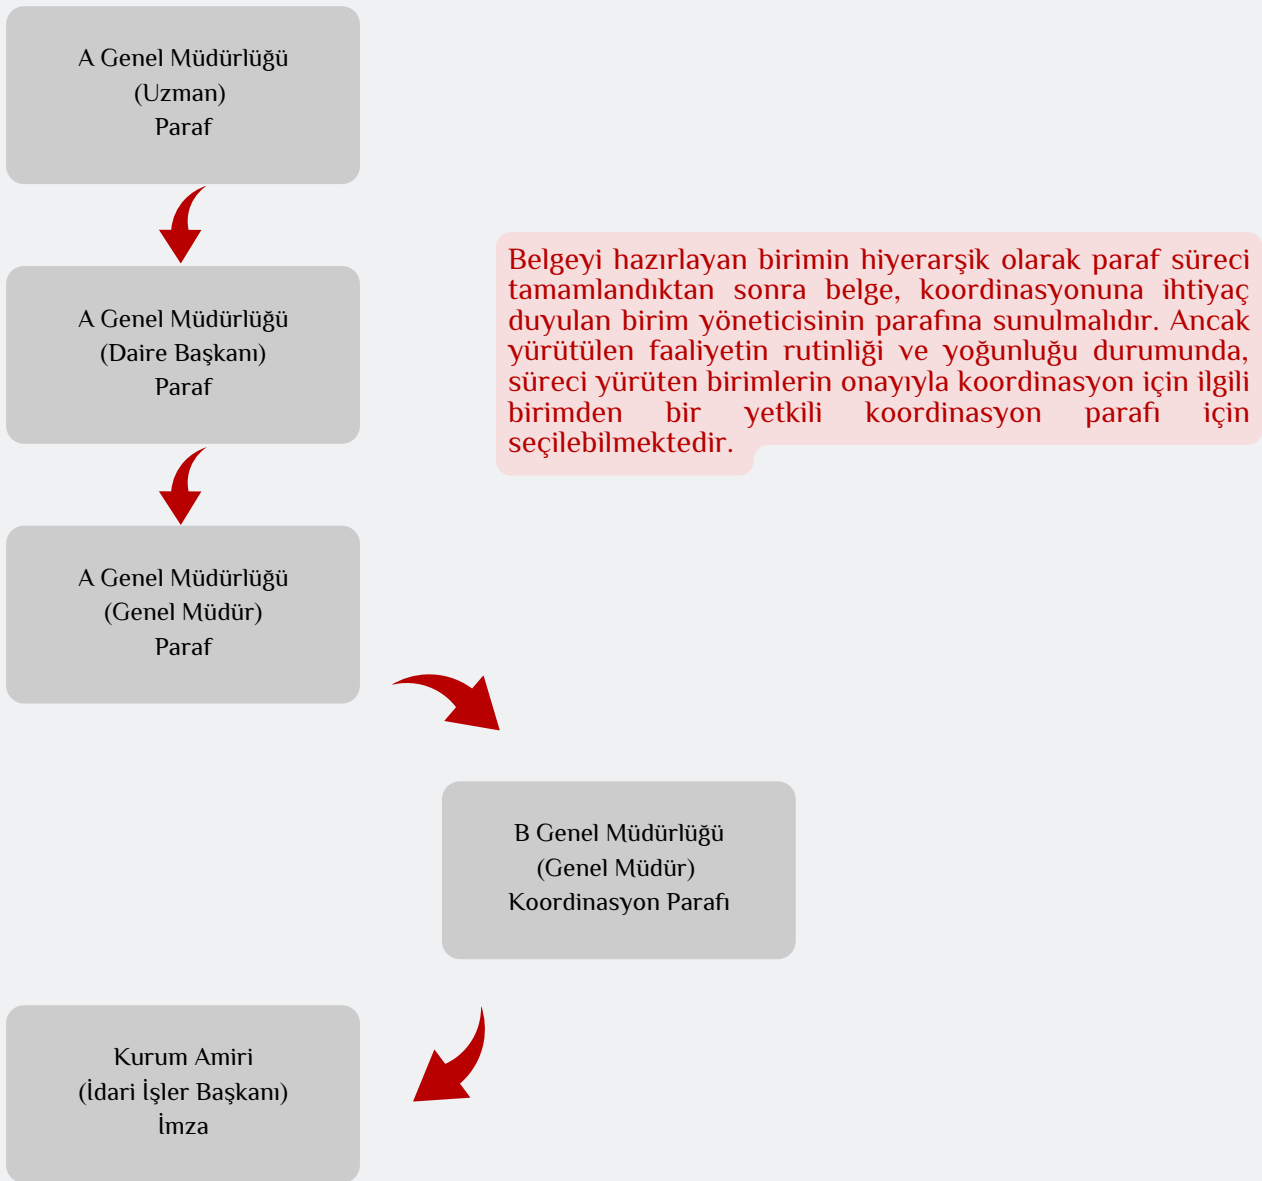 A Genel Müdürlüğü
(Uzman)
Paraf
A Genel Müdürlüğü
(Daire Başkanı)
Paraf
Belgeyi hazırlayan birimin hiyerarşik olarak paraf süreci
tamamlandıktan sonra belge, koordinasyonuna ihtiyaç
duyulan birim yöneticisinin parafına sunulmalıdır. Ancak
yürütülen faaliyetin rutinliği ve yoğunluğu durumunda,
süreci yürüten birimlerin onayıyla koordinasyon için ilgili
birimden bir yetkili koordinasyon parafı için
seçilebilmektedir.
A Genel Müdürlüğü
(Genel Müdür)
Paraf
B Genel Müdürlüğü
(Genel Müdür)
Koordinasyon Parafı
Kurum Amiri
(İdari İşler Başkanı)
İmza